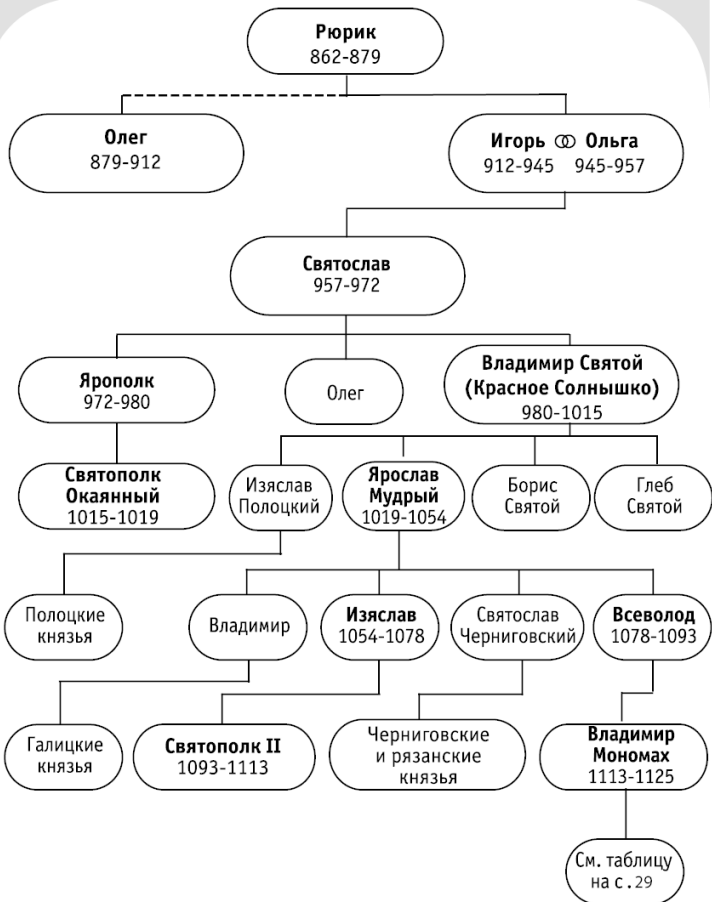 Рюрик
862-879
Олег
879-912
Игорь ⚭ Ольга
912-945 945-957
Святослав
957-972
Ярополк
972-980
Олег
Владимир Святой
(Красное Солнышко)
980-1015
Святополк
Окаянный
1015-1019
Изяслав
Полоцкий
Ярослав
Мудрый
1019-1054
Борис
Святой
Глеб
Святой
Полоцкие
князья
Владимир
Изяслав
1054-1078
Святослав
Черниговский
Всеволод
1078-1093
Галицкие
князья
Святополк II
1093-1113
Черниговские
и рязанские
князья
Владимир
Мономах
1113-1125
См. таблицу
на с.29